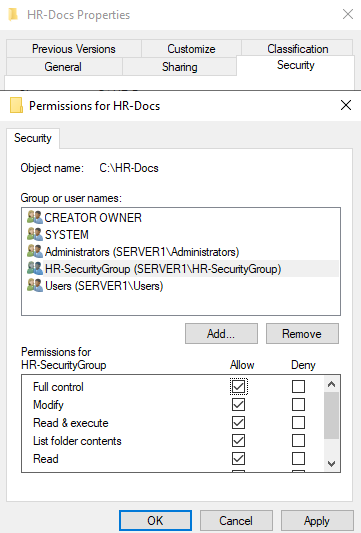 HR-Docs Properties
Previous Versions Customize Classification
General Sharing Security
Permissions for HR-Docs
Security
Object name: C:\HR-Docs
Group or user names:
CREATOR OWNER
SYSTEM
Administrators (SERVER1\Administrators)
HR-SecurityGroup (SERVER1\HR-SecurityGroup)
Users (SERVER1\Users)
Add... Remove
Permissions for
HR-SecurityGroup Allow Deny
Full control
Modify
Read & execute
List folder contents
Read
OK Cancel Apply